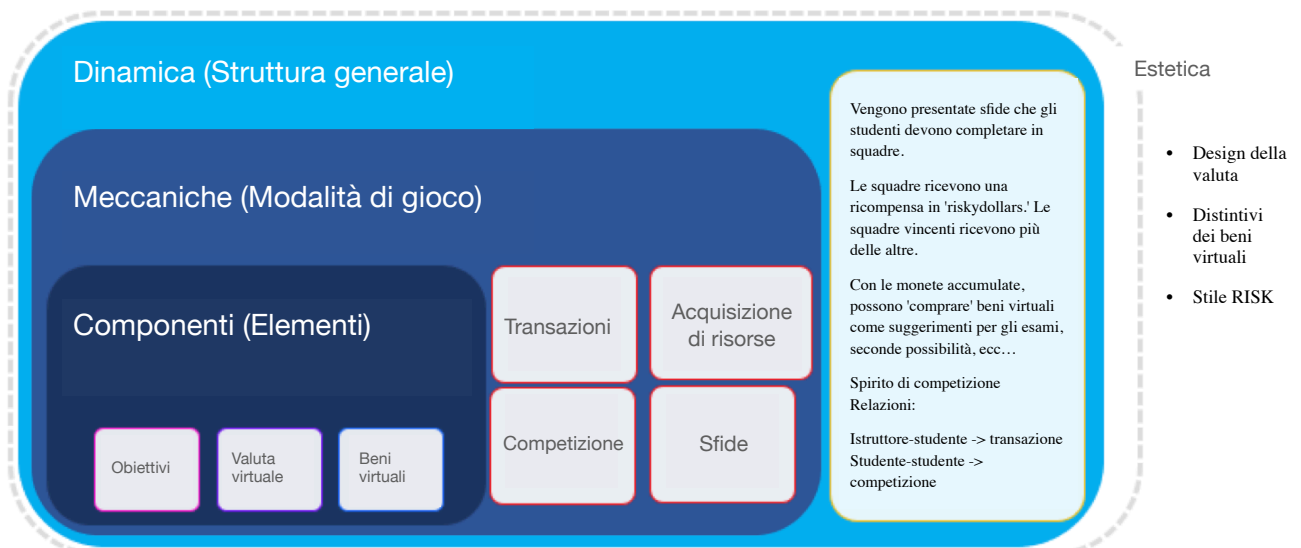 Dinamica (Struttura generale)
Meccaniche (Modalità di gioco)
Componenti (Elementi)
Obiettivi
Valuta
virtuale
Beni
virtuali
Transazioni
Acquisizione
di risorse
Competizione
Sfide
Vengono presentate sfide che gli
studenti devono completare in
squadre.
Le squadre ricevono una
ricompensa in 'riskydollars.' Le
squadre vincenti ricevono più
delle altre.
Con le monete accumulate,
possono 'comprare' beni virtuali
come suggerimenti per gli esami,
seconde possibilità, ecc…
Spirito di competizione
Relazioni:
Istruttore-studente -> transazione
Studente-studente ->
competizione
Estetica
• Design della
valuta
• Distintivi
dei beni
virtuali
• Stile RISK